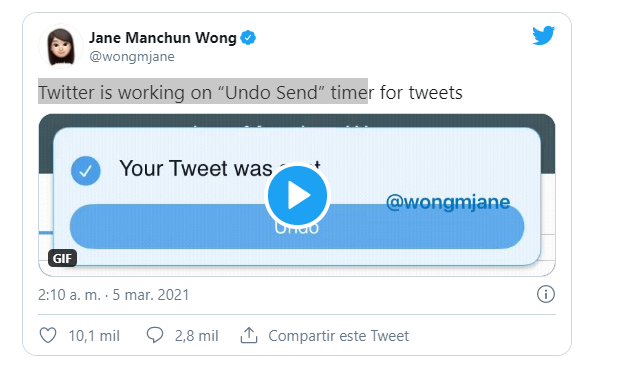 Jane Manchun Wong
@wongmjane
Twitter is working on “Undo Send” timer for tweets
Your Tweet was sent
@wongmjane
Undo
GIF
2:10 a. m. · 5 mar. 2021
10,1 mil 2,8 mil Compartir este Tweet